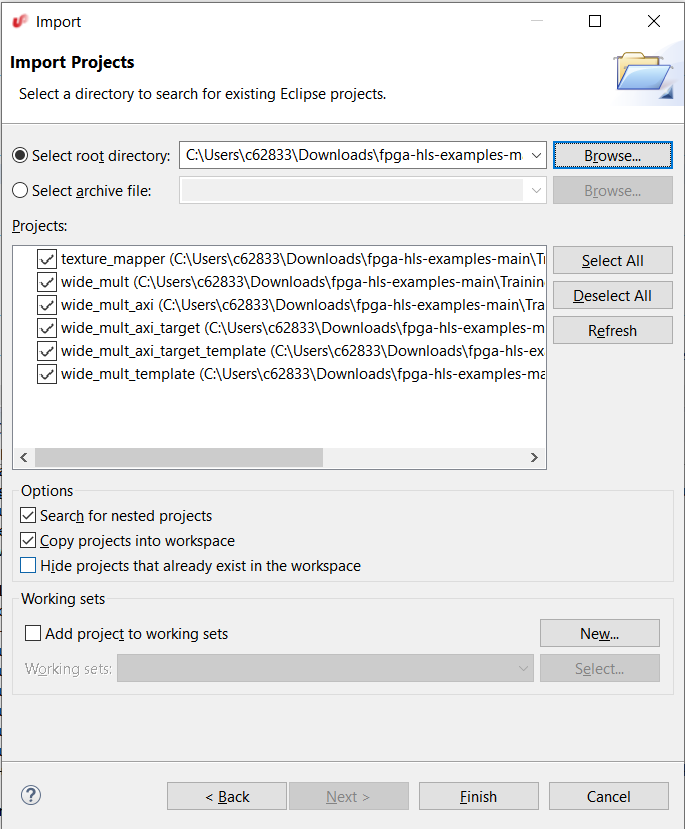 Import
Import Projects
Select a directory to search for existing Eclipse projects.
Select root directory: C:\Users\c62833\Downloads\fpga-hls-examples-m Browse...
Select archive file: Browse...
Projects:
texture_mapper (C:\Users\c62833\Downloads\fpga-hls-examples-main\Tr
wide_mult (C:\Users\c62833\Downloads\fpga-hls-examples-main\Training
wide_mult_axi (C:\Users\c62833\Downloads\fpga-hls-examples-main\Tra
wide_mult_axi_target (C:\Users\c62833\Downloads\fpga-hls-examples-m
wide_mult_axi_target_template (C:\Users\c62833\Downloads\fpga-hls-ex
wide_mult_template (C:\Users\c62833\Downloads\fpga-hls-examples-ma
Select All
Deselect All
Refresh
Options
Search for nested projects
Copy projects into workspace
Hide projects that already exist in the workspace
Working sets
Add project to working sets New...
Working sets: Select...
? < Back Next > Finish Cancel